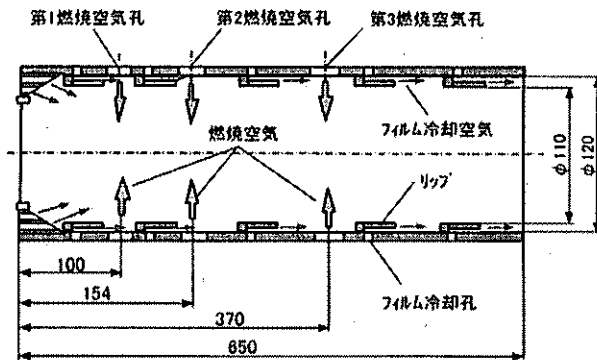 第1燃焼空気孔
第2燃焼空気孔
第3燃焼空気孔
フィルム冷却空気
燃焼空気
φ110
φ120
リップ
フィルム冷却孔
100
154
370
650